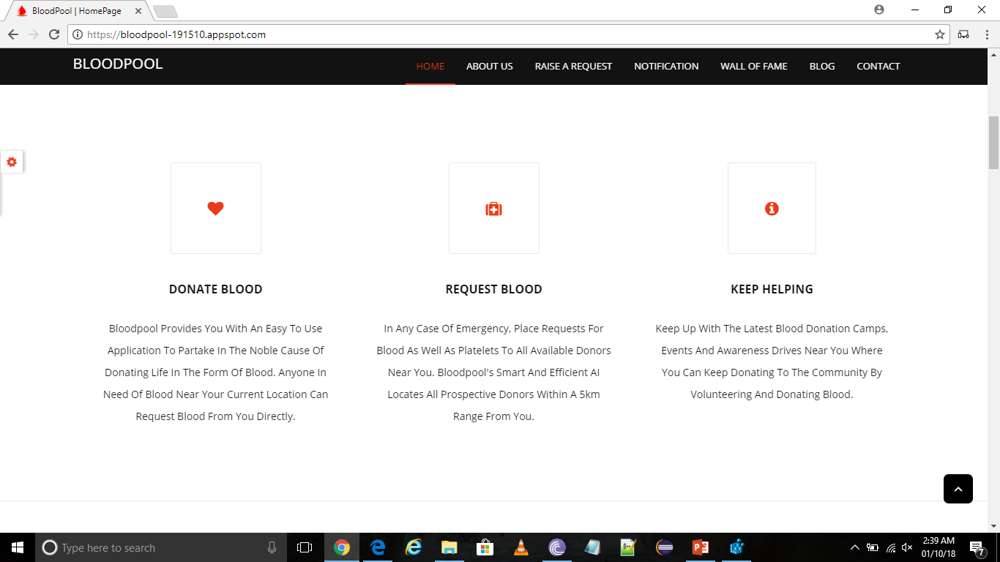 BloodPool | HomePage
https://bloodpool-191510.appspot.com
BLOODPOOL
HOME
ABOUT US
RAISE A REQUEST
NOTIFICATION
WALL OF FAME
BLOG
CONTACT
DONATE BLOOD
Bloodpool Provides You With An Easy To Use
Application To Partake In The Noble Cause Of
Donating Life In The Form Of Blood. Anyone In
Need Of Blood Near Your Current Location Can
Request Blood From You Directly.
REQUEST BLOOD
In Any Case Of Emergency, Place Requests For
Blood As Well As Platelets To All Available Donors
Near You. Bloodpool's Smart And Efficient AI
Locates All Prospective Donors Within A 5km
Range From You.
KEEP HELPING
Keep Up With The Latest Blood Donation Camps,
Events And Awareness Drives Near You Where
You Can Keep Donating To The Community By
Volunteering And Donating Blood.
Type here to search
2:39 AM
01/10/18
7